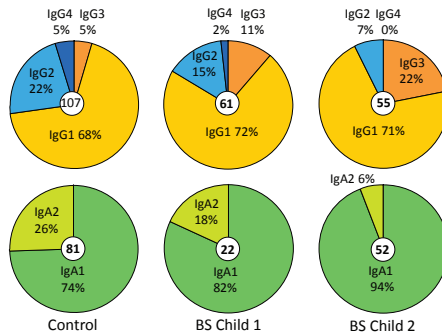 IgG4 IgG3
5% 5%
IgG2
22%
107
IgG1 68%
IgG4 IgG3
2% 11%
IgG2
15%
61
IgG1 72%
IgG2 IgG4
7% 0%
IgG3
22%
55
IgG1 71%
IgA2
26%
81
IgA1
74%
IgA2
18%
22
IgA1
82%
IgA2 6%
52
IgA1
94%
Control BS Child 1 BS Child 2